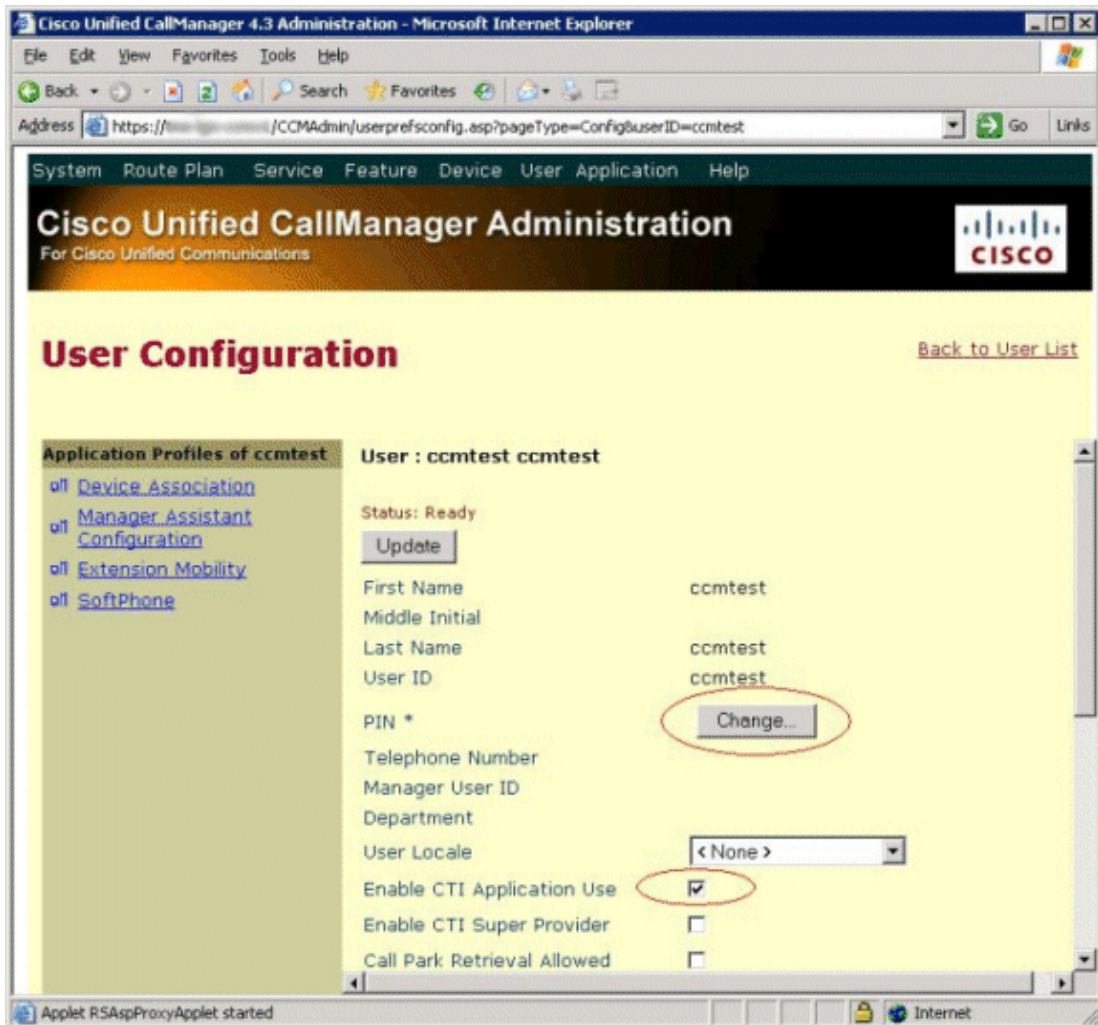 Cisco Unified CallManager 4.3 Administration - Microsoft Internet Explorer
File Edit View Favorites Tools Help
Back Search Favorites
Address https:// /CCMAdmin/userprefsconfig.asp?pageType=Config&userID=ccmtest Go Links
System Route Plan Service Feature Device User Application Help
Cisco Unified CallManager Administration
For Cisco Unified Communications
CISCO
User Configuration
Back to User List
Application Profiles of ccmtest
Device Association
Manager Assistant
Configuration
Extension Mobility
SoftPhone
User : ccmtest ccmtest
Status: Ready
Update
First Name ccmtest
Middle Initial
Last Name ccmtest
User ID ccmtest
PIN * Change...
Telephone Number
Manager User ID
Department
User Locale < None >
Enable CTI Application Use
Enable CTI Super Provider
Call Park Retrieval Allowed
Applet RSAspProxyApplet started
Internet